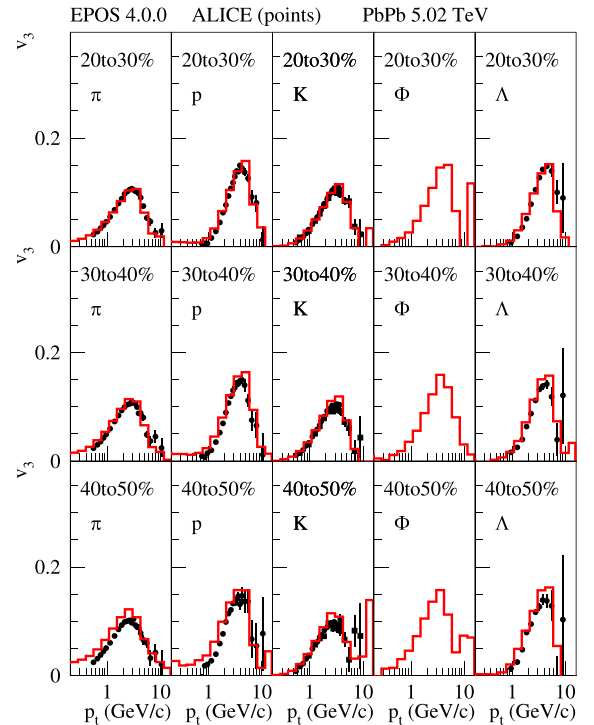 EPOS 4.0.0 ALICE (points) PbPb 5.02 TeV
v3
20to30% 20to30% 20to30% 20to30% 20to30%
π p K Φ Λ
0.2
0
v3
30to40% 30to40% 30to40% 30to40% 30to40%
π p K Φ Λ
0.2
0
v3
40to50% 40to50% 40to50% 40to50% 40to50%
π p K Φ Λ
0.2
0
1 10 1 10 1 10 1 10 1 10
pt (GeV/c) pt (GeV/c) pt (GeV/c) pt (GeV/c) pt (GeV/c)